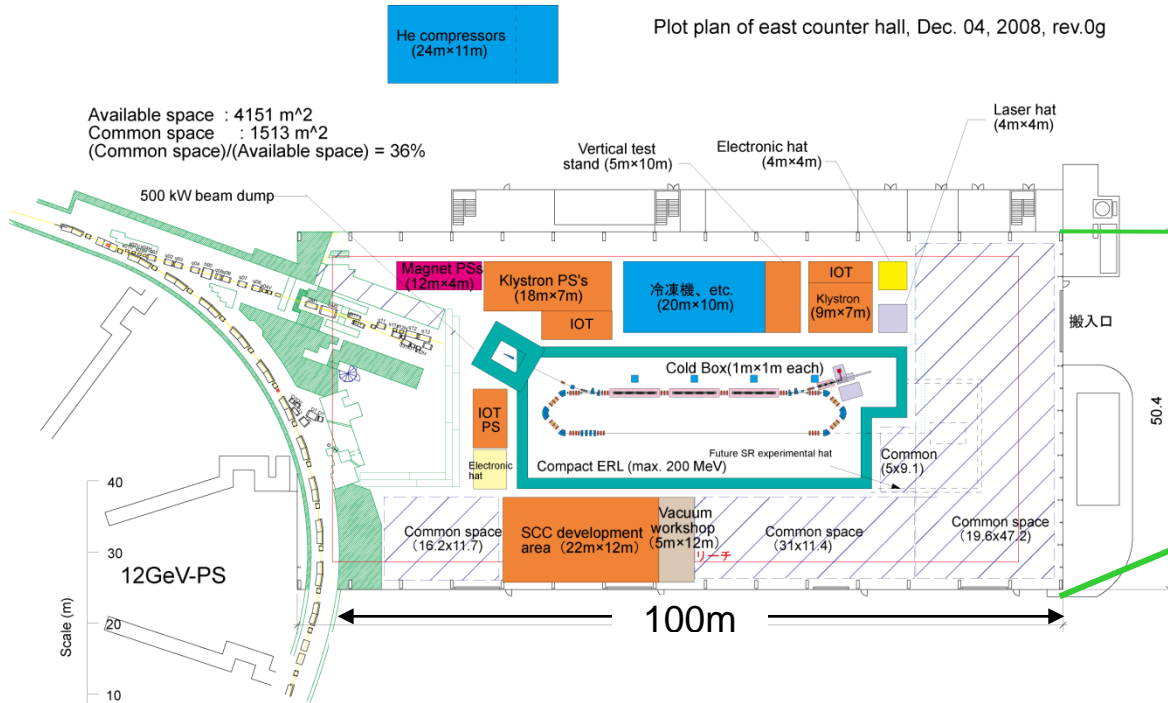 He compressors
(24m×11m)
Plot plan of east counter hall, Dec. 04, 2008, rev.0g
Available space : 4151 m^2
Common space : 1513 m^2
(Common space)/(Available space) = 36%
Laser hat
(4m×4m)
Vertical test
stand (5m×10m)
Electronic hat
(4m×4m)
500 kW beam dump
Magnet PSs
(12m×4m)
Klystron PS's
(18m×7m)
IOT
冷凍機、etc.
(20m×10m)
IOT
Klystron
(9m×7m)
搬入口
Cold Box(1m×1m each)
IOT
PS
Electronic
hat
Compact ERL (max. 200 MeV)
Future SR experimental hat
Common
(5x9.1)
50.4
Common space
(16.2x11.7)
SCC development
area (22m×12m)
Vacuum
workshop
(5m×12m)
リーチ
Common space
(31x11.4)
Common space
(19.6x47.2)
12GeV-PS
100m
Scale (m)
40
30
20
10